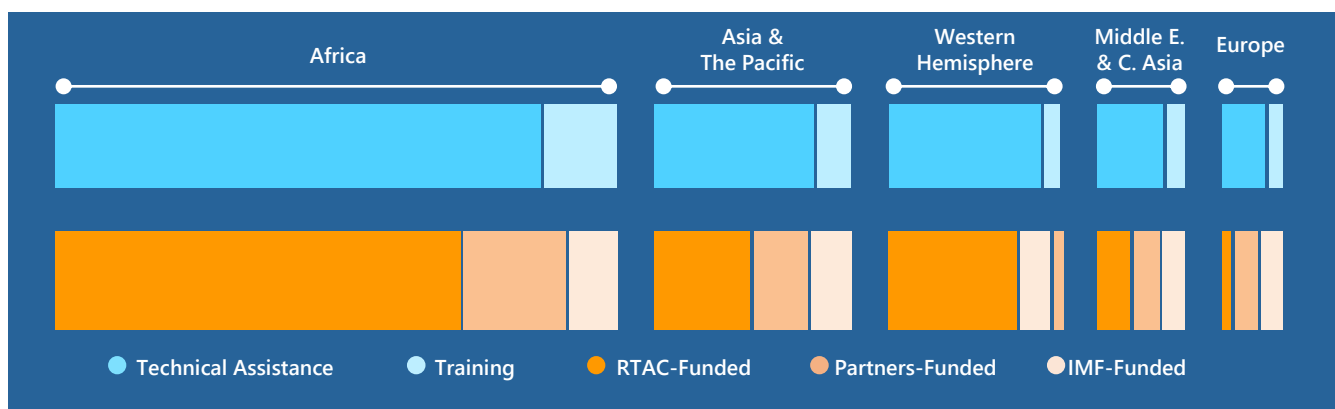 Africa
Asia &
The Pacific
Western
Hemisphere
Middle E.
& C. Asia
Europe
Technical Assistance
Training
RTAC-Funded
Partners-Funded
IMF-Funded